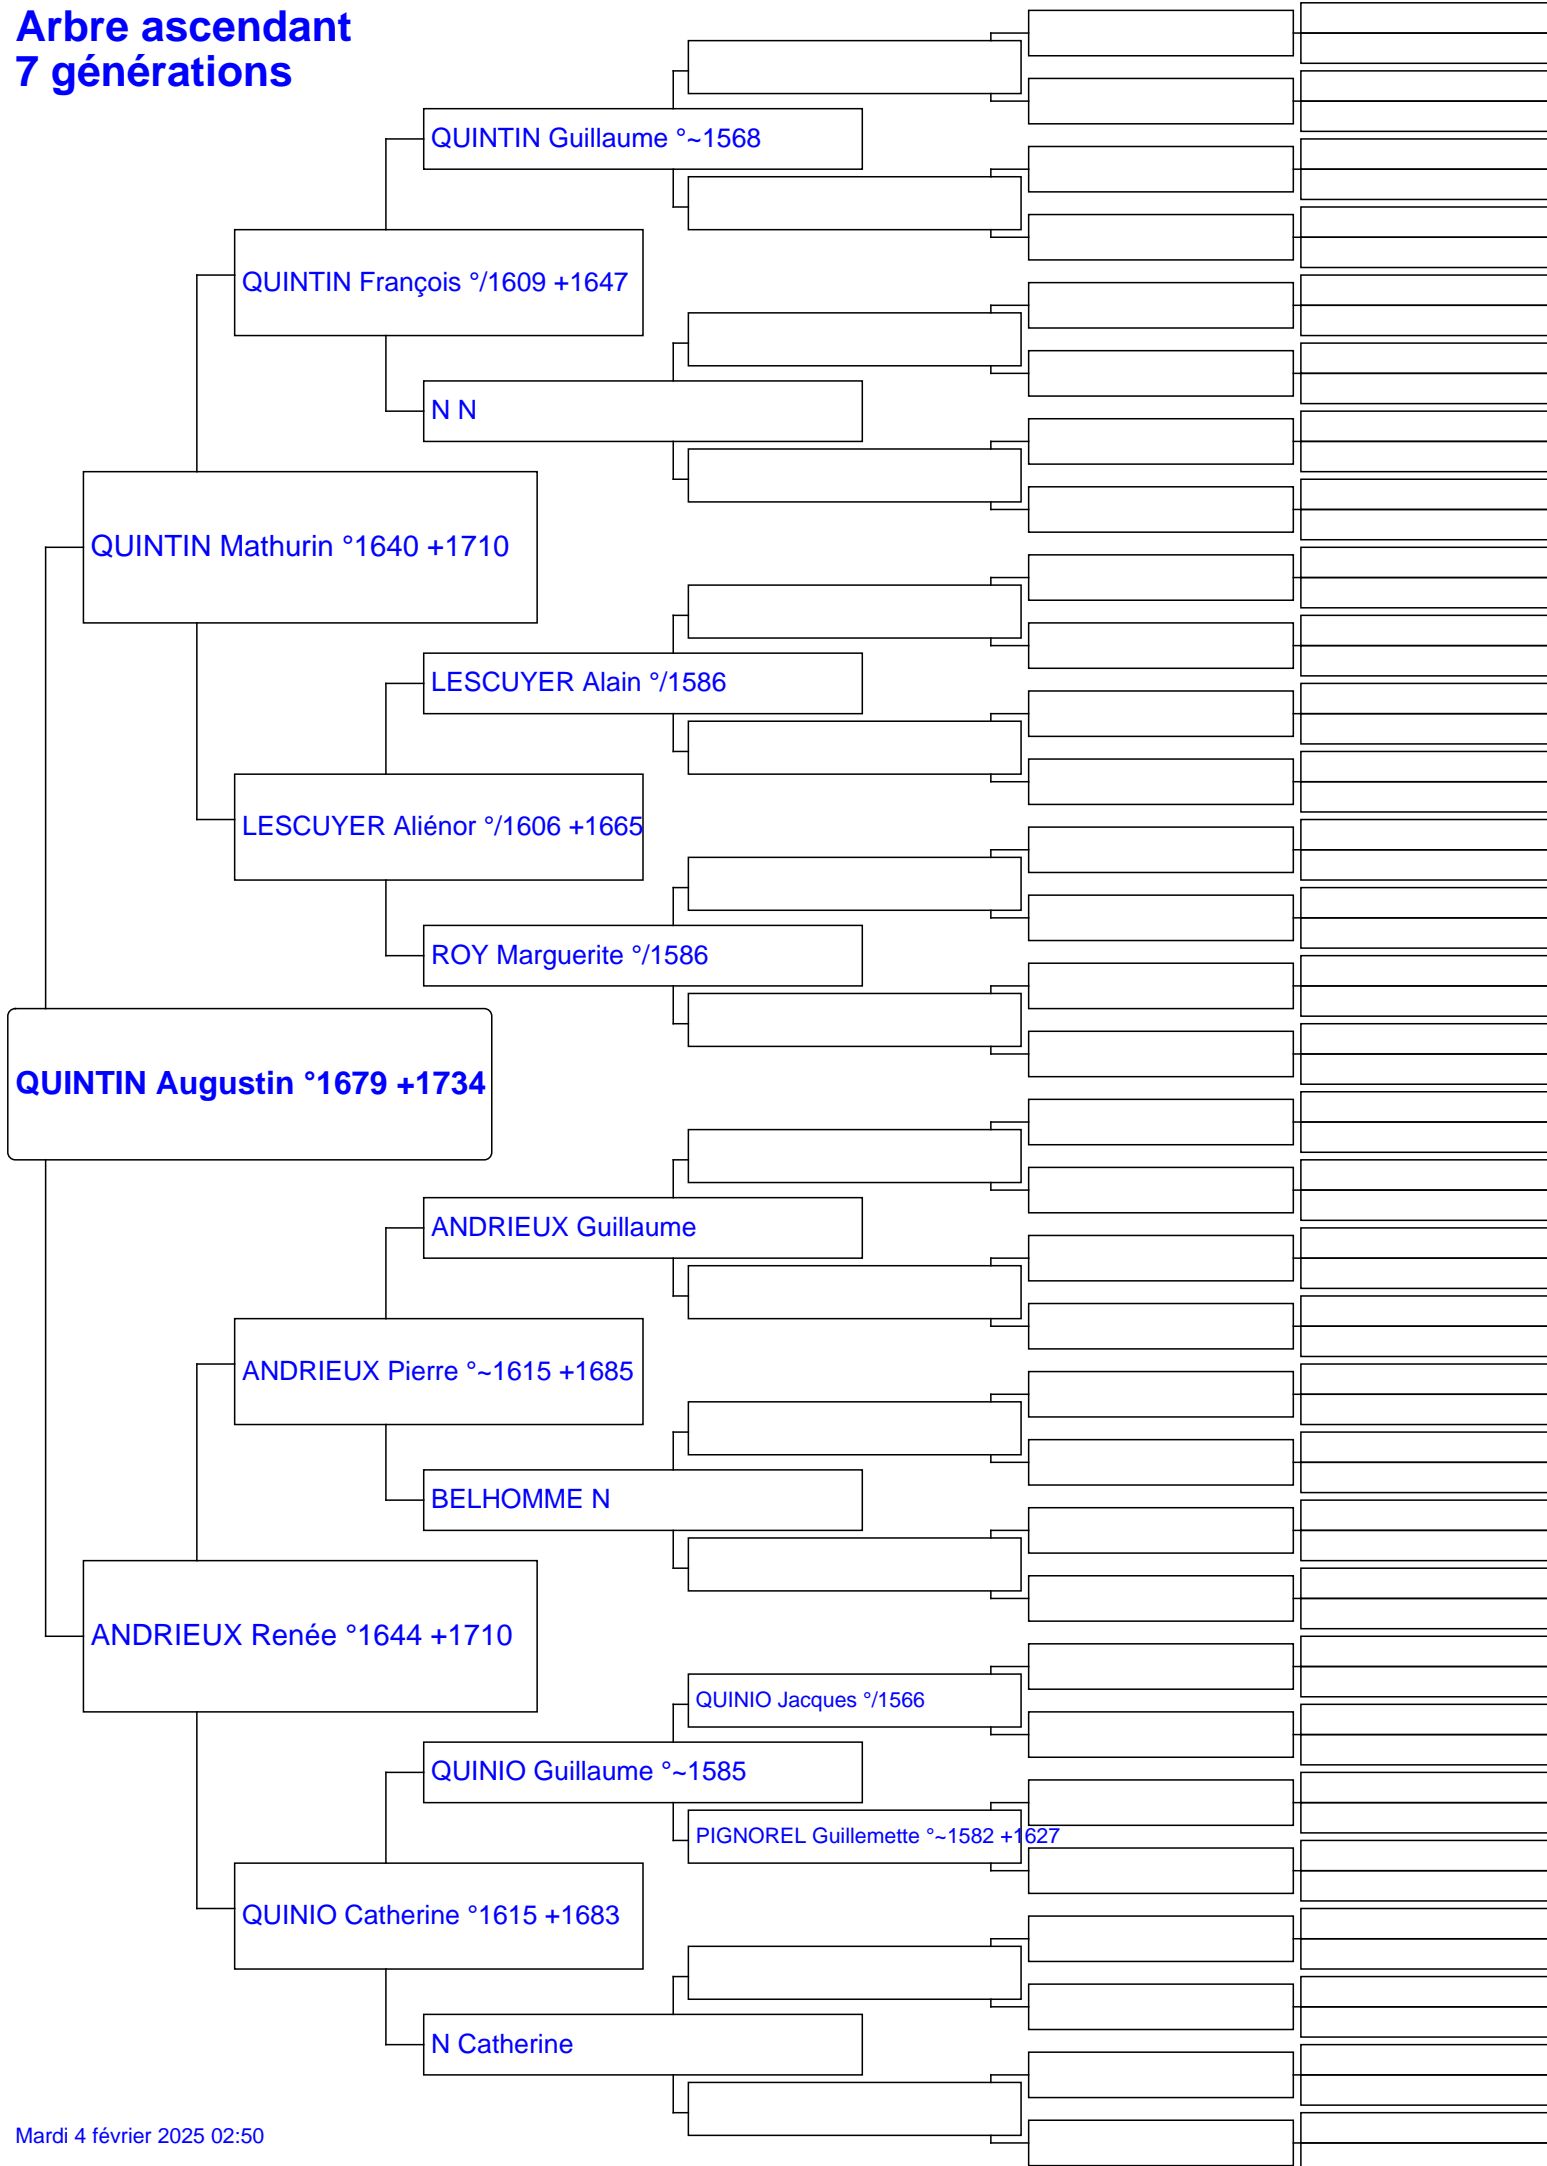 Arbre ascendant
7 générations
QUINTIN Guillaume °~1568
QUINTIN François °/1609 +1647
N N
QUINTIN Mathurin °1640 +1710
LESCUYER Alain °/1586
LESCUYER Aliénor °/1606 +1665
ROY Marguerite °/1586
QUINTIN Augustin °1679 +1734
ANDRIEUX Guillaume
ANDRIEUX Pierre °~1615 +1685
BELHOMME N
ANDRIEUX Renée °1644 +1710
QUINIO Jacques °/1566
QUINIO Guillaume °~1585
PIGNOREL Guillemette °~1582 +1627
QUINIO Catherine °1615 +1683
N Catherine
Mardi 4 février 2025 02:50